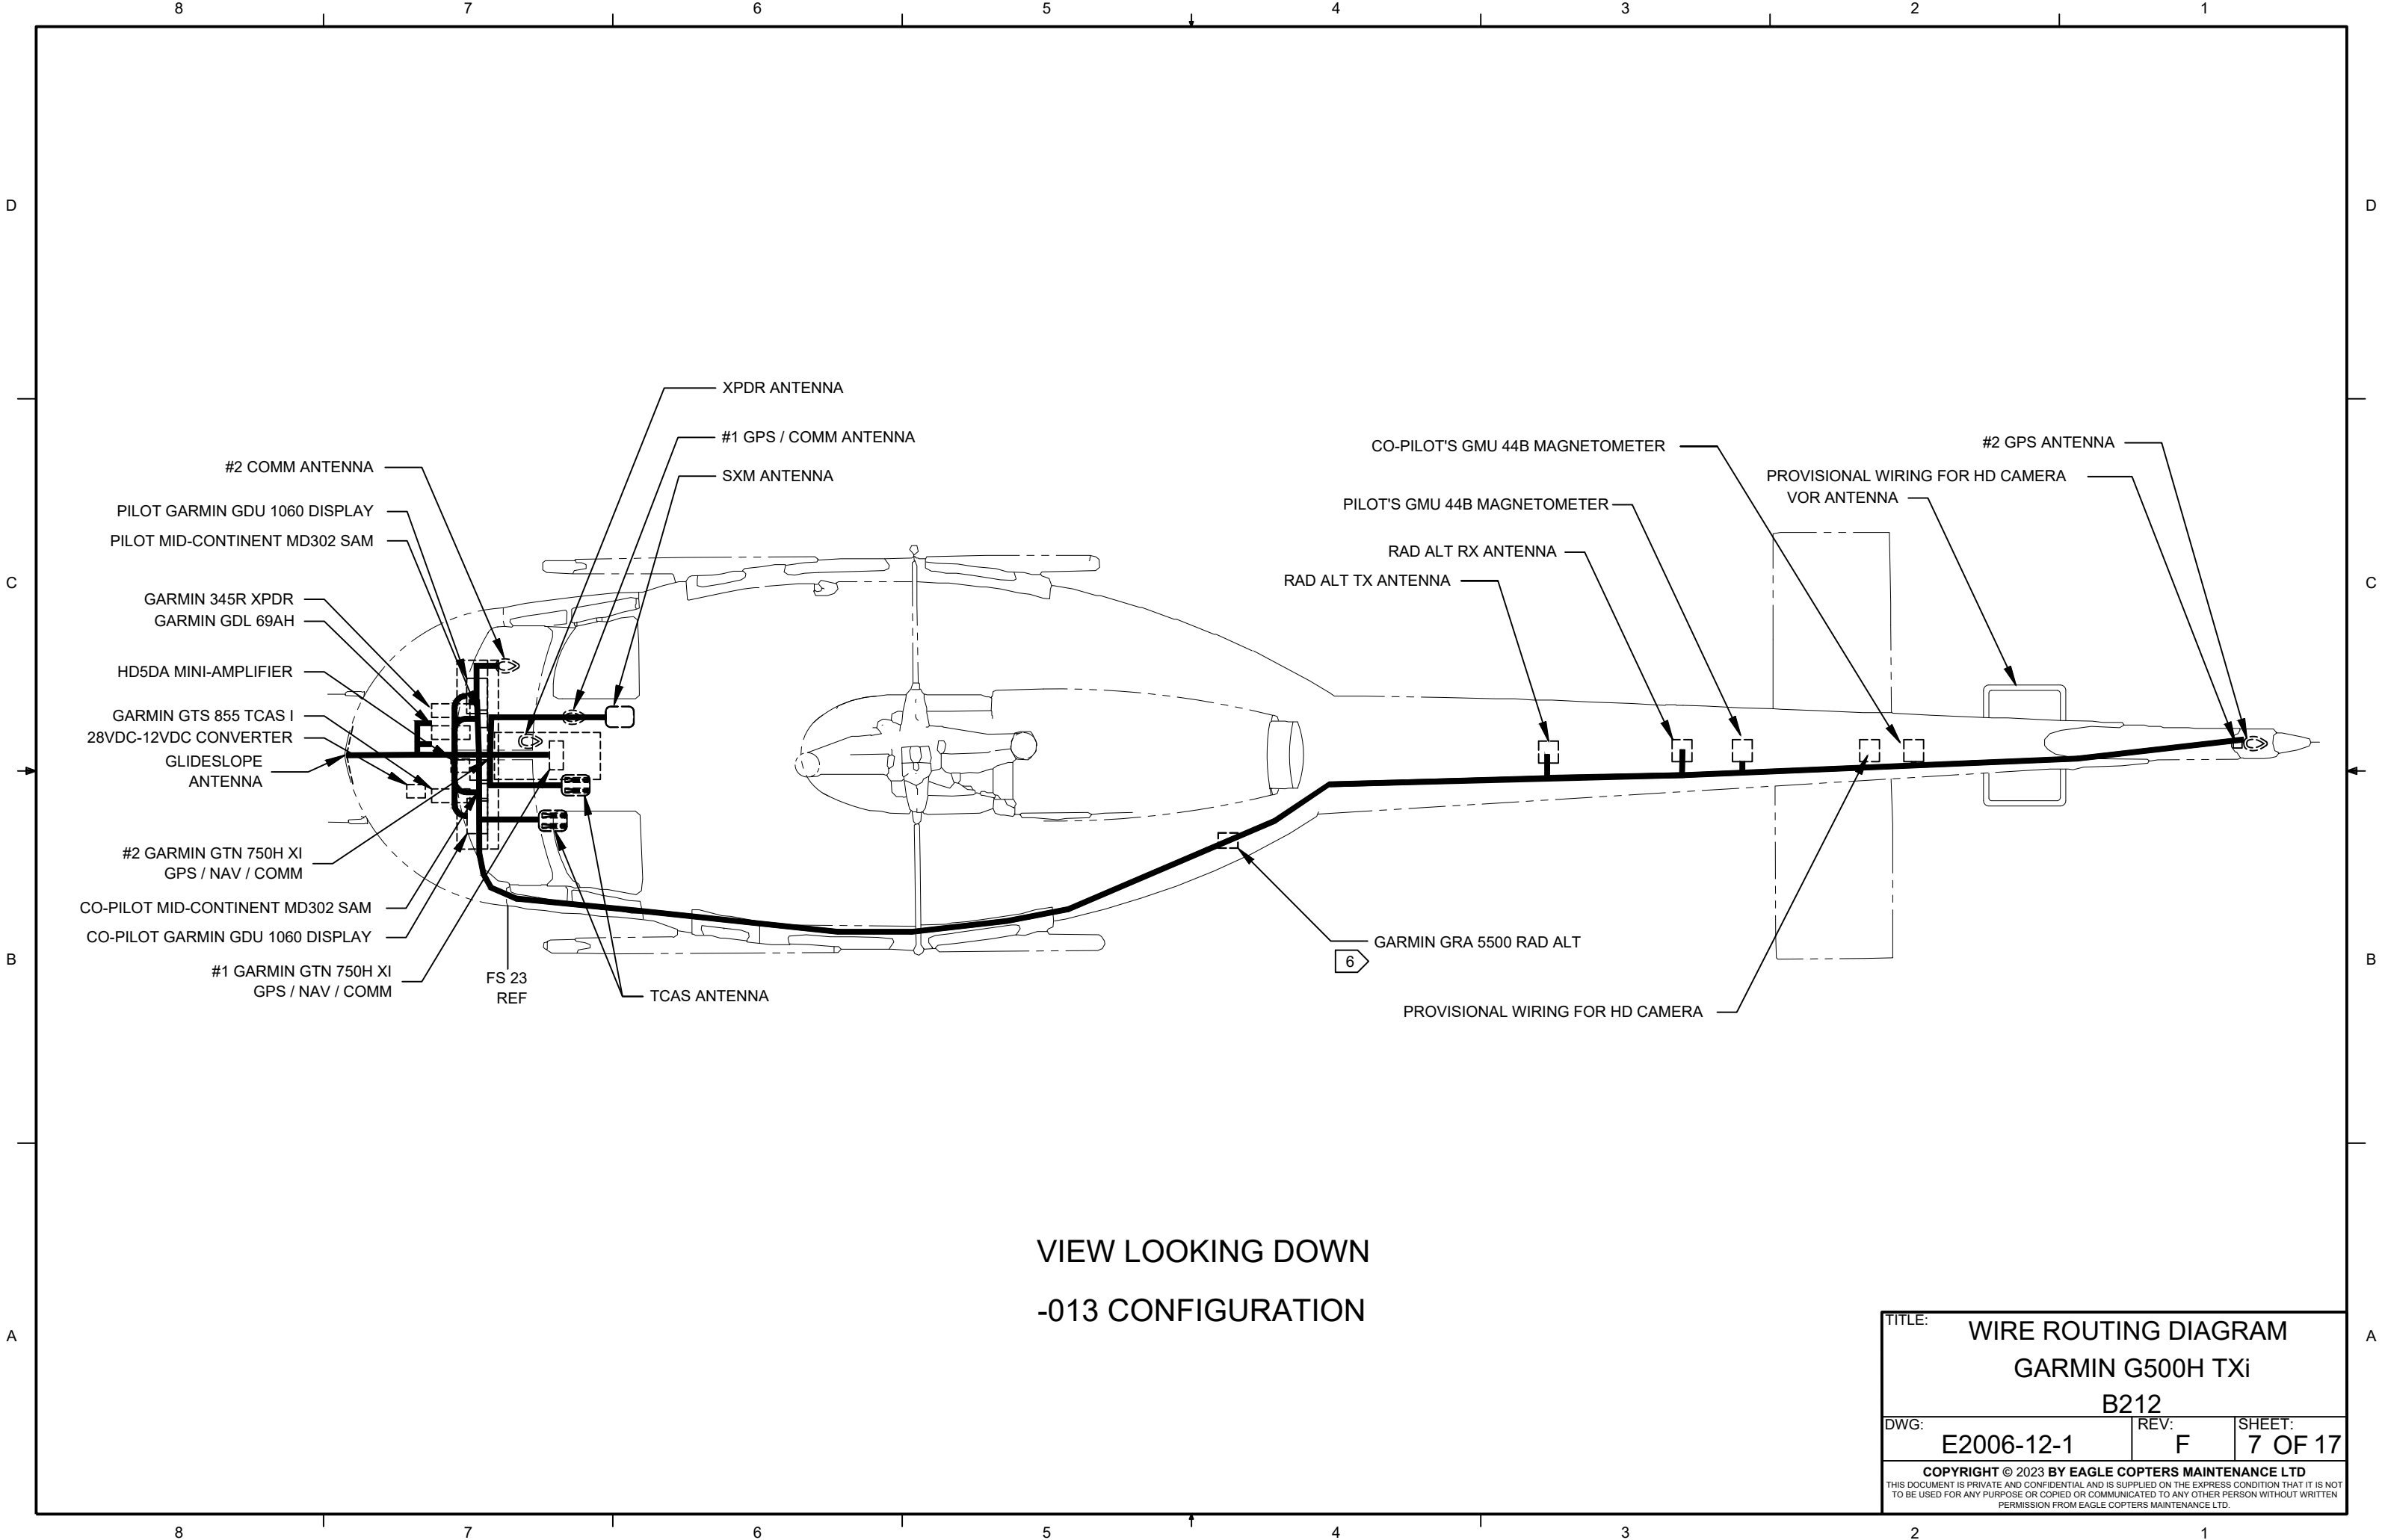 8 7 6 5 4 3 2 1
D D
XPDR ANTENNA
#1 GPS / COMM ANTENNA
SXM ANTENNA
#2 COMM ANTENNA
PILOT GARMIN GDU 1060 DISPLAY
PILOT MID-CONTINENT MD302 SAM
GARMIN 345R XPDR
GARMIN GDL 69AH
HD5DA MINI-AMPLIFIER
GARMIN GTS 855 TCAS I
28VDC-12VDC CONVERTER
GLIDESLOPE
ANTENNA
#2 GARMIN GTN 750H XI
GPS / NAV / COMM
CO-PILOT MID-CONTINENT MD302 SAM
CO-PILOT GARMIN GDU 1060 DISPLAY
#1 GARMIN GTN 750H XI
GPS / NAV / COMM
FS 23
REF
TCAS ANTENNA
CO-PILOT'S GMU 44B MAGNETOMETER
#2 GPS ANTENNA
PROVISIONAL WIRING FOR HD CAMERA
VOR ANTENNA
PILOT'S GMU 44B MAGNETOMETER
RAD ALT RX ANTENNA
RAD ALT TX ANTENNA
C C
GARMIN GRA 5500 RAD ALT
6
PROVISIONAL WIRING FOR HD CAMERA
B B
VIEW LOOKING DOWN
-013 CONFIGURATION
A A
TITLE:
WIRE ROUTING DIAGRAM
GARMIN G500H TXi
B212
DWG: REV: SHEET:
E2006-12-1 F 7 OF 17
COPYRIGHT © 2023 BY EAGLE COPTERS MAINTENANCE LTD
THIS DOCUMENT IS PRIVATE AND CONFIDENTIAL AND IS SUPPLIED ON THE EXPRESS CONDITION THAT IT IS NOT
TO BE USED FOR ANY PURPOSE OR COPIED OR COMMUNICATED TO ANY OTHER PERSON WITHOUT WRITTEN
PERMISSION FROM EAGLE COPTERS MAINTENANCE LTD.
8 7 6 5 4 3 2 1